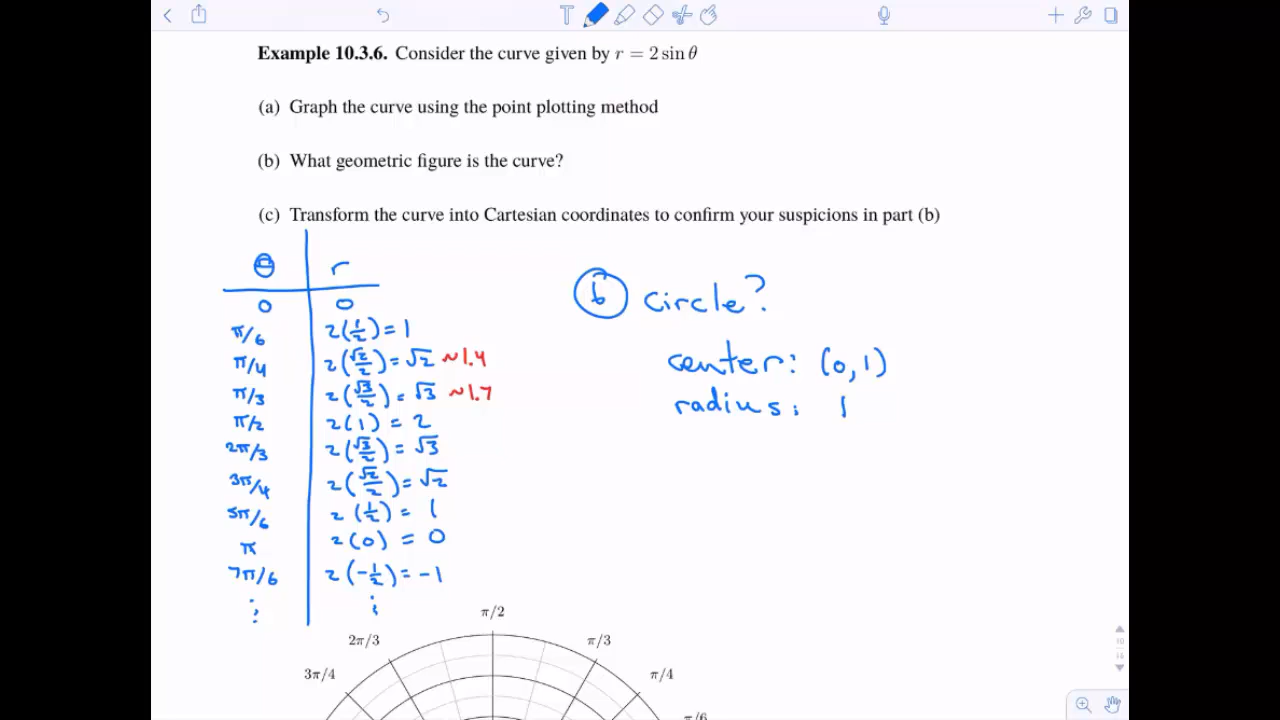 Example 10.3.6. Consider the curve given by r = 2 sin θ
(a) Graph the curve using the point plotting method
(b) What geometric figure is the curve?
(c) Transform the curve into Cartesian coordinates to confirm your suspicions in part (b)
θ r
0 0
π/6 2(1/2) = 1
π/4 2(√2/2) = √2 ~1.4
π/3 2(√3/2) = √3 ~1.7
π/2 2(1) = 2
2π/3 2(√3/2) = √3
3π/4 2(√2/2) = √2
5π/6 2(1/2) = 1
π 2(0) = 0
7π/6 2(-1/2) = -1
⋮ ⋮
b circle?
center: (0,1)
radius: 1
π/2
2π/3 π/3
3π/4 π/4
π/6